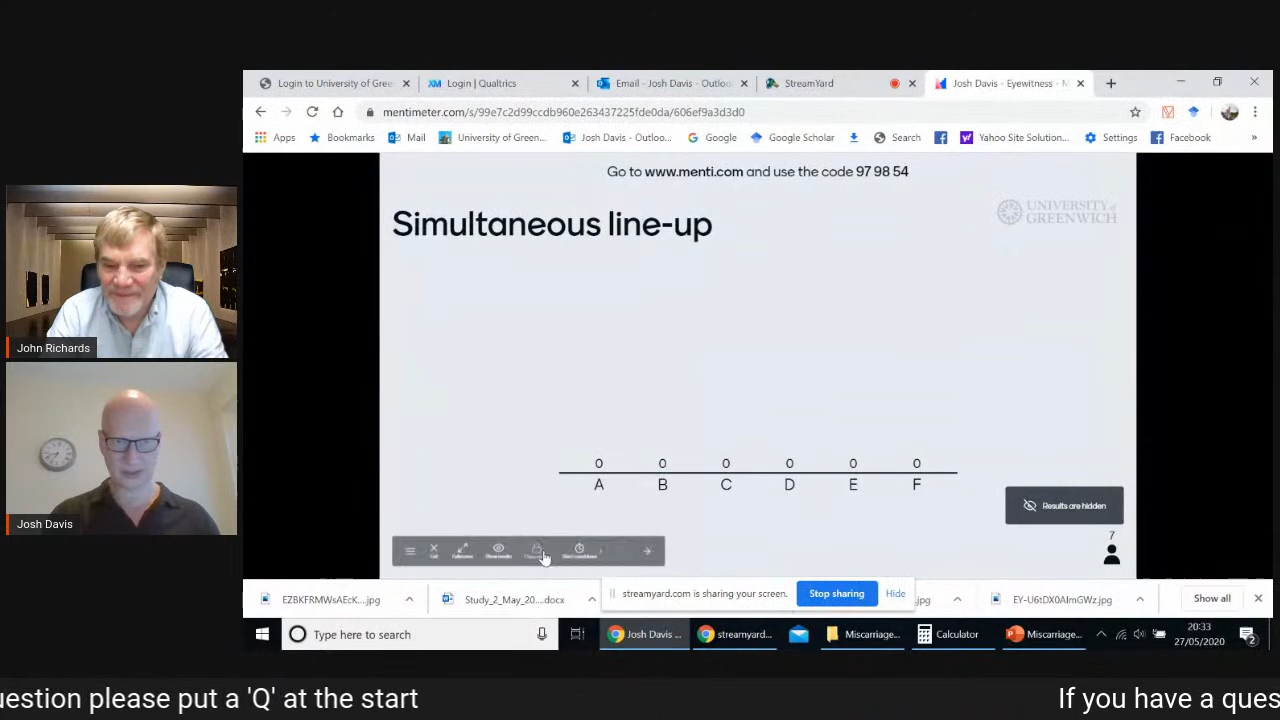 Login to University of Gree
Login | Qualtrics
Email - Josh Davis - Outloo
StreamYard
Josh Davis - Eyewitness - M
mentimeter.com/s/99e7c2d99ccdb960e263437225fde0da/606ef9a3d3d0
Apps
Bookmarks
Mail
University of Green...
Josh Davis - Outloo...
Google
Google Scholar
Search
Yahoo Site Solution...
Settings
Facebook
»
Go to www.menti.com and use the code 97 98 54
Simultaneous line-up
UNIVERSITY of
GREENWICH
John Richards
Josh Davis
0 0 0 0 0 0
A B C D E F
Results are hidden
7
EZBKFRMWsAEcK....jpg
Study_2_May_20....docx
streamyard.com is sharing your screen.
Stop sharing
Hide
.jpg
EY-U6tDX0AImGWz.jpg
Show all
Type here to search
Josh Davis ...
streamyard...
Miscarriage...
Calculator
Miscarriage...
20:33
27/05/2020
2
uestion please put a 'Q' at the start
If you have a ques